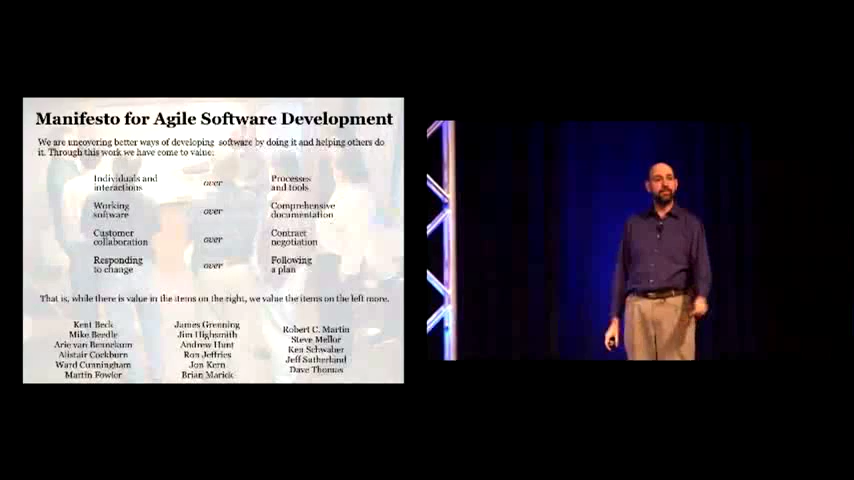 Manifesto for Agile Software Development
We are uncovering better ways of developing software by doing it and helping others do
it. Through this work we have come to value:
Individuals and interactions over Processes and tools
Working software over Comprehensive documentation
Customer collaboration over Contract negotiation
Responding to change over Following a plan
That is, while there is value in the items on the right, we value the items on the left more.
Kent Beck
Mike Beedle
Arie van Bennekum
Alistair Cockburn
Ward Cunningham
Martin Fowler
James Grenning
Jim Highsmith
Andrew Hunt
Ron Jeffries
Jon Kern
Brian Marick
Robert C. Martin
Steve Mellor
Ken Schwaber
Jeff Sutherland
Dave Thomas